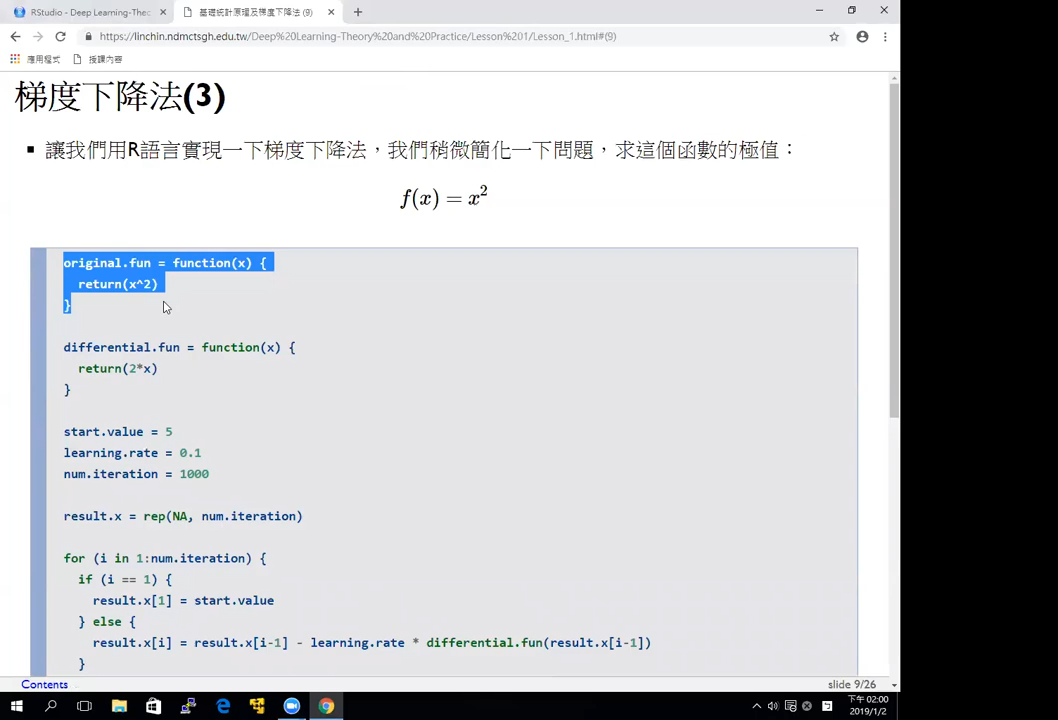 RStudio - Deep Learning-The
基礎統計原理及梯度下降法 (9)
https://linchin.ndmctsgh.edu.tw/Deep%20Learning-Theory%20and%20Practice/Lesson%201/Lesson_1.html#(9)
應用程式 授課內容
梯度下降法(3)
讓我們用R語言實現一下梯度下降法，我們稍微簡化一下問題，求這個函數的極值：
f(x) = x²
original.fun = function(x) {
return(x^2)
}
differential.fun = function(x) {
return(2*x)
}
start.value = 5
learning.rate = 0.1
num.iteration = 1000
result.x = rep(NA, num.iteration)
for (i in 1:num.iteration) {
if (i == 1) {
result.x[1] = start.value
} else {
result.x[i] = result.x[i-1] - learning.rate * differential.fun(result.x[i-1])
}
Contents
slide 9/26
下午 02:00
2019/1/2